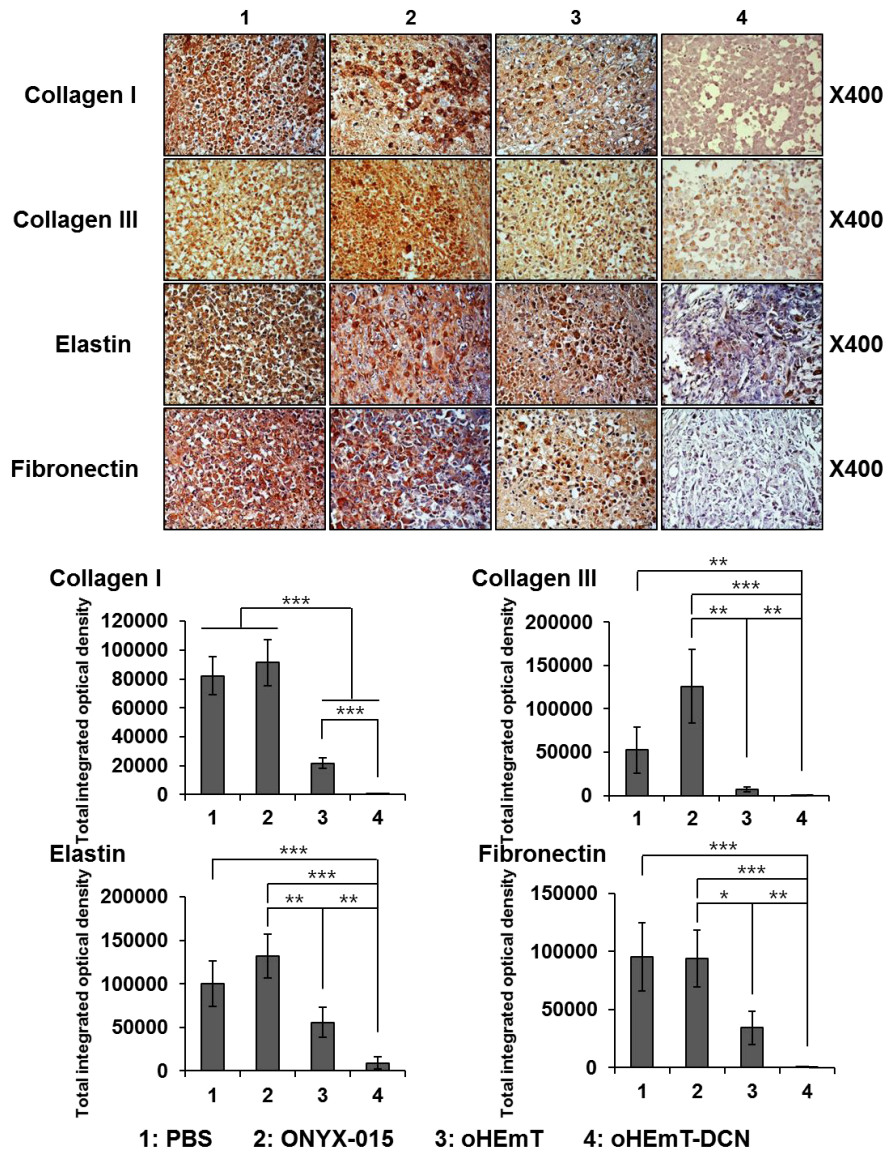 1 2 3 4
Collagen I X400
Collagen III X400
Elastin X400
Fibronectin X400
Collagen I
Total integrated optical density
120000
100000
80000
60000
40000
20000
0
***
***
1 2 3 4
Collagen III
Total integrated optical density
200000
150000
100000
50000
0
**
***
** **
1 2 3 4
Elastin
Total integrated optical density
200000
150000
100000
50000
0
***
***
** **
1 2 3 4
Fibronectin
Total integrated optical density
150000
100000
50000
0
***
***
* **
1 2 3 4
1: PBS 2: ONYX-015 3: oHEmT 4: oHEmT-DCN